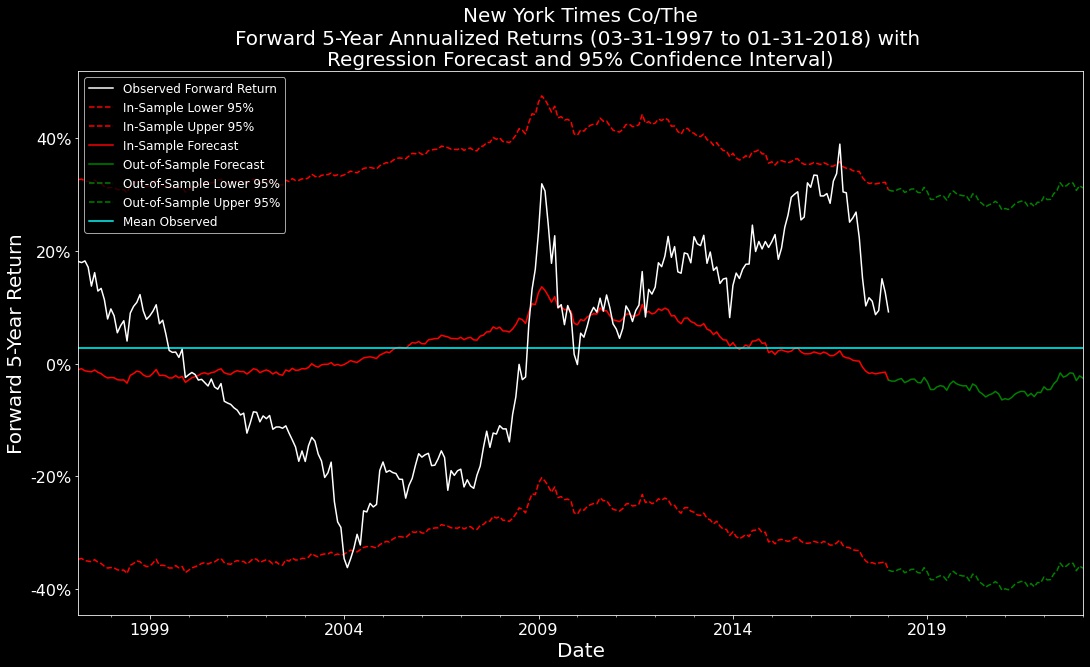 New York Times Co/The
Forward 5-Year Annualized Returns (03-31-1997 to 01-31-2018) with
Regression Forecast and 95% Confidence Interval)
Observed Forward Return
In-Sample Lower 95%
In-Sample Upper 95%
In-Sample Forecast
Out-of-Sample Forecast
Out-of-Sample Lower 95%
Out-of-Sample Upper 95%
Mean Observed
Forward 5-Year Return
40%
20%
0%
-20%
-40%
1999
2004
2009
2014
2019
Date